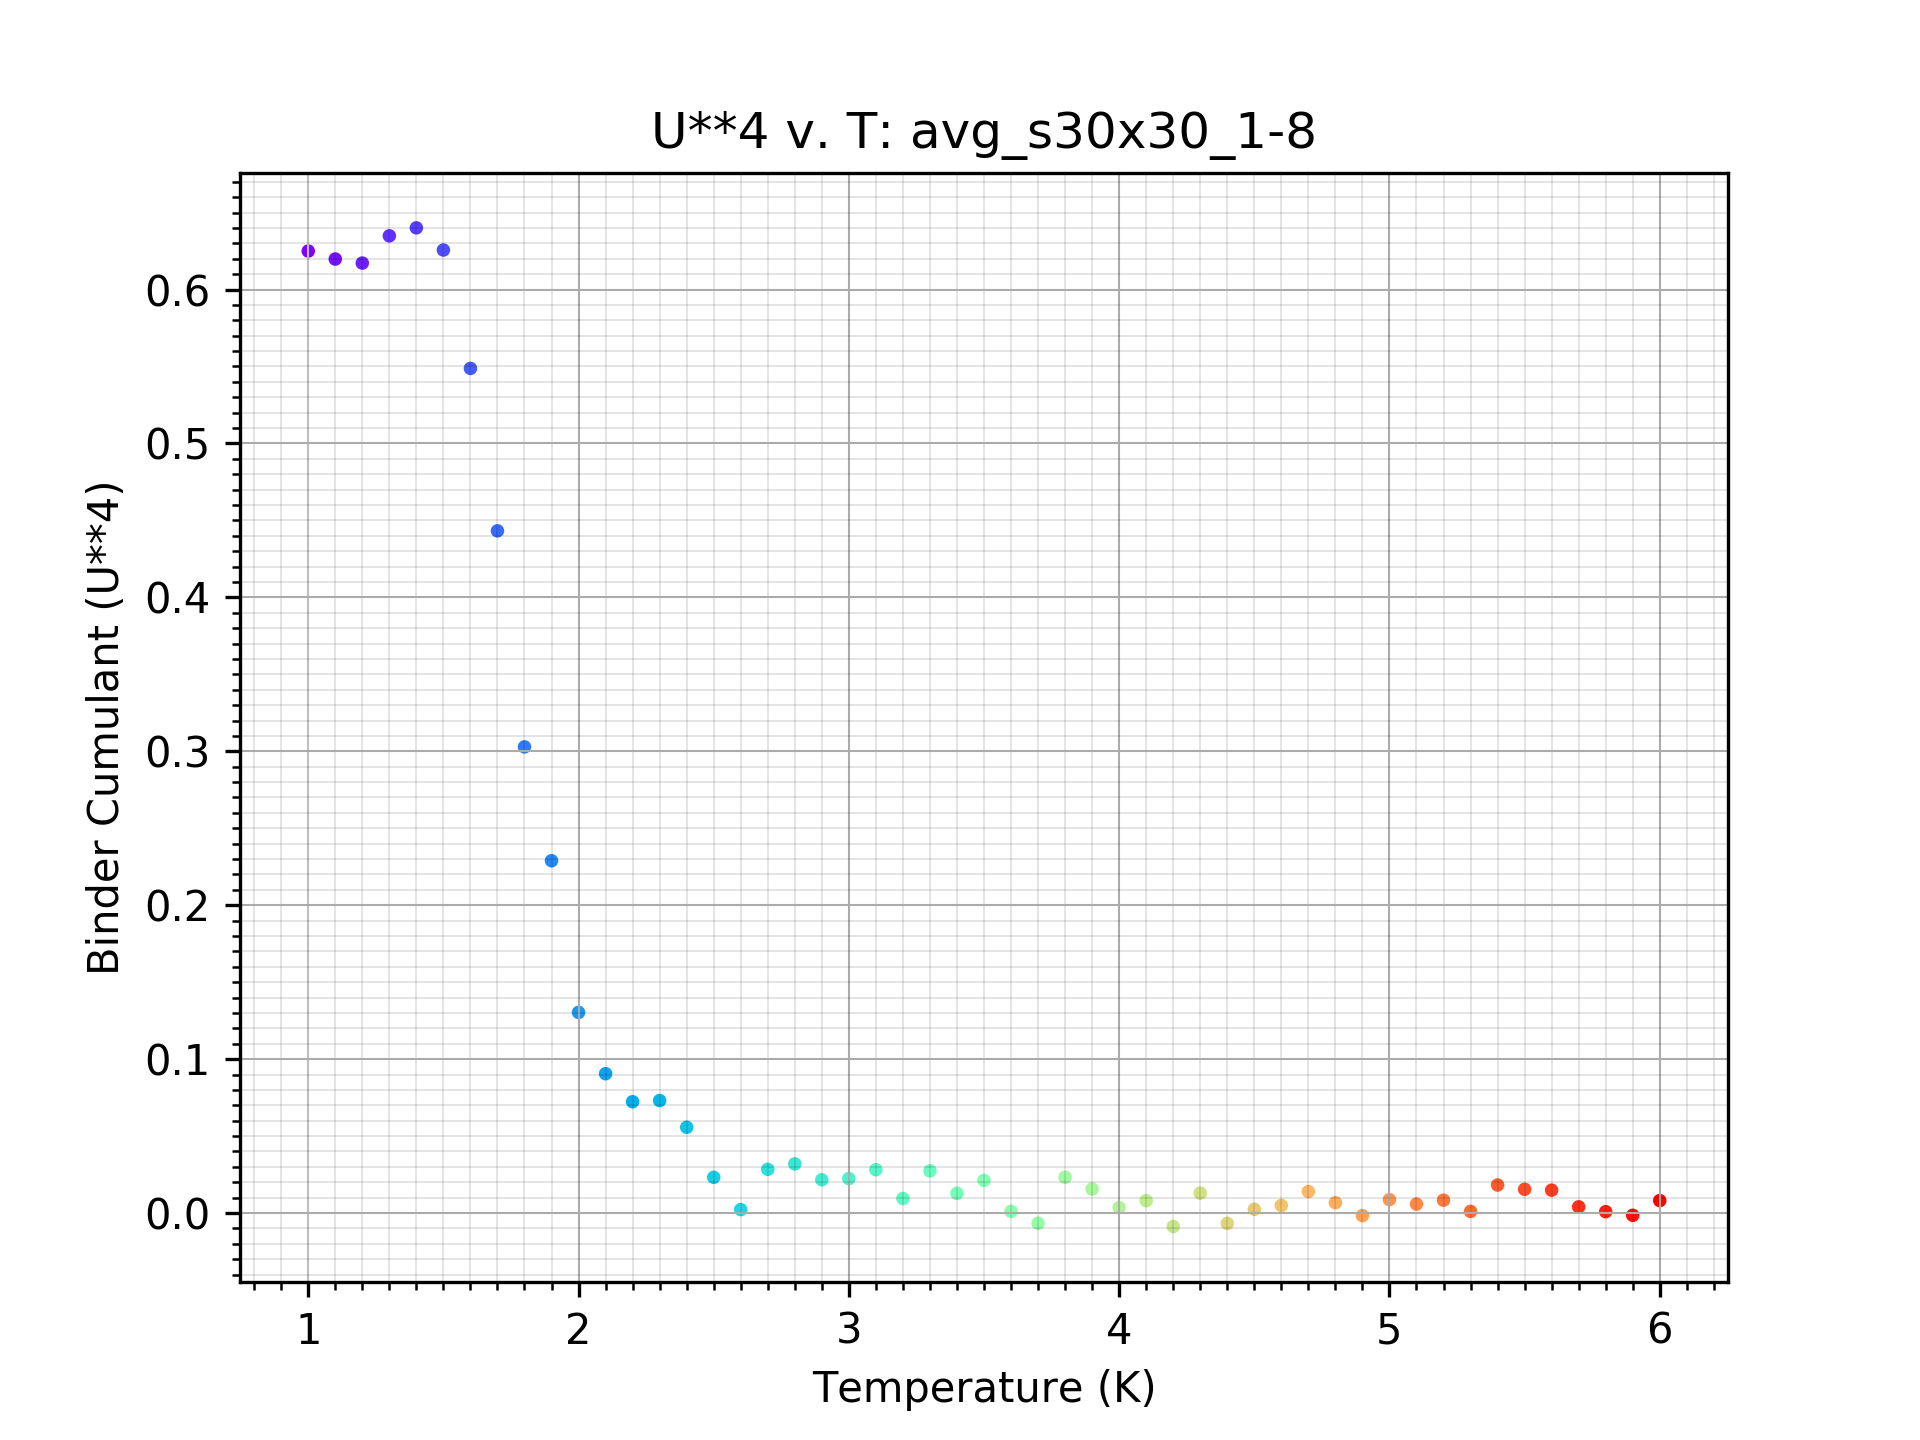 U**4 v. T: avg_s30x30_1-8
Binder Cumulant (U**4)
0.6
0.5
0.4
0.3
0.2
0.1
0.0
1 2 3 4 5 6
Temperature (K)